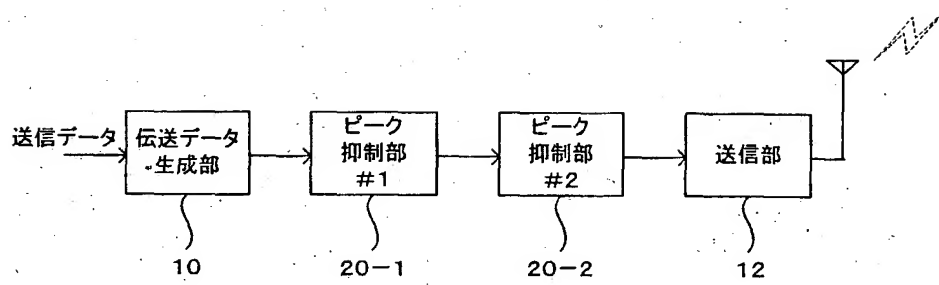 送信データ
伝送データ
生成部
ピーク
抑制部
#1
ピーク
抑制部
#2
送信部
10
20-1
20-2
12